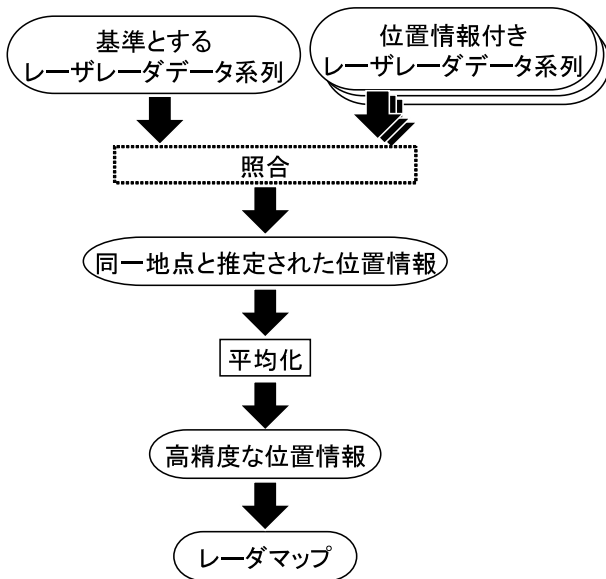 基準とする
レーザレーダデータ系列
位置情報付き
レーザレーダデータ系列
照合
同一地点と推定された位置情報
平均化
高精度な位置情報
レーダマップ